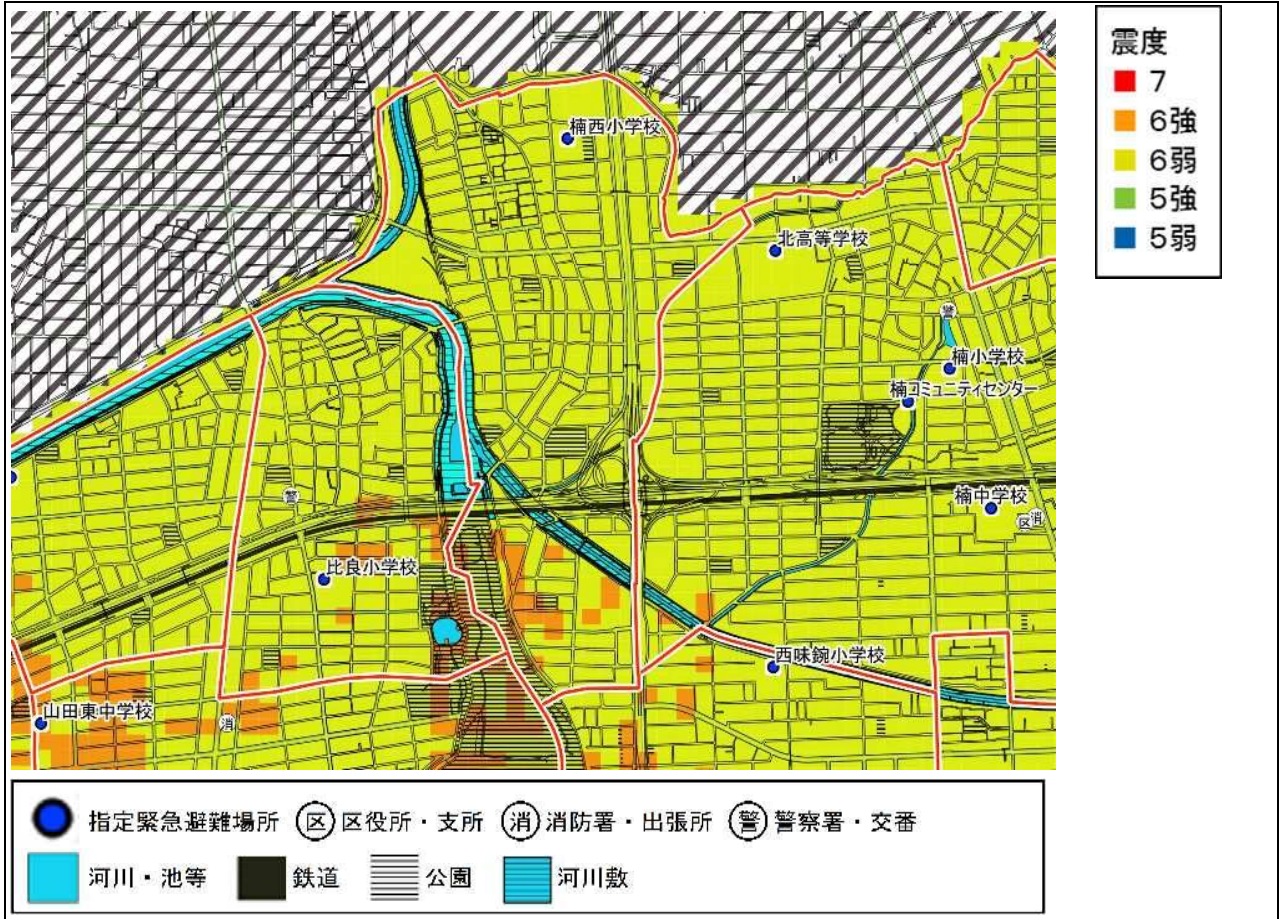 震度
7
6強
6弱
5強
5弱
楠西小学校
北高等学校
警
楠小学校
楠コミュニティセンター
楠中学校
区
消
警
比良小学校
西味鋺小学校
山田東中学校
消
指定緊急避難場所 区 区役所・支所 消 消防署・出張所 警 警察署・交番
河川・池等 鉄道 公園 河川敷